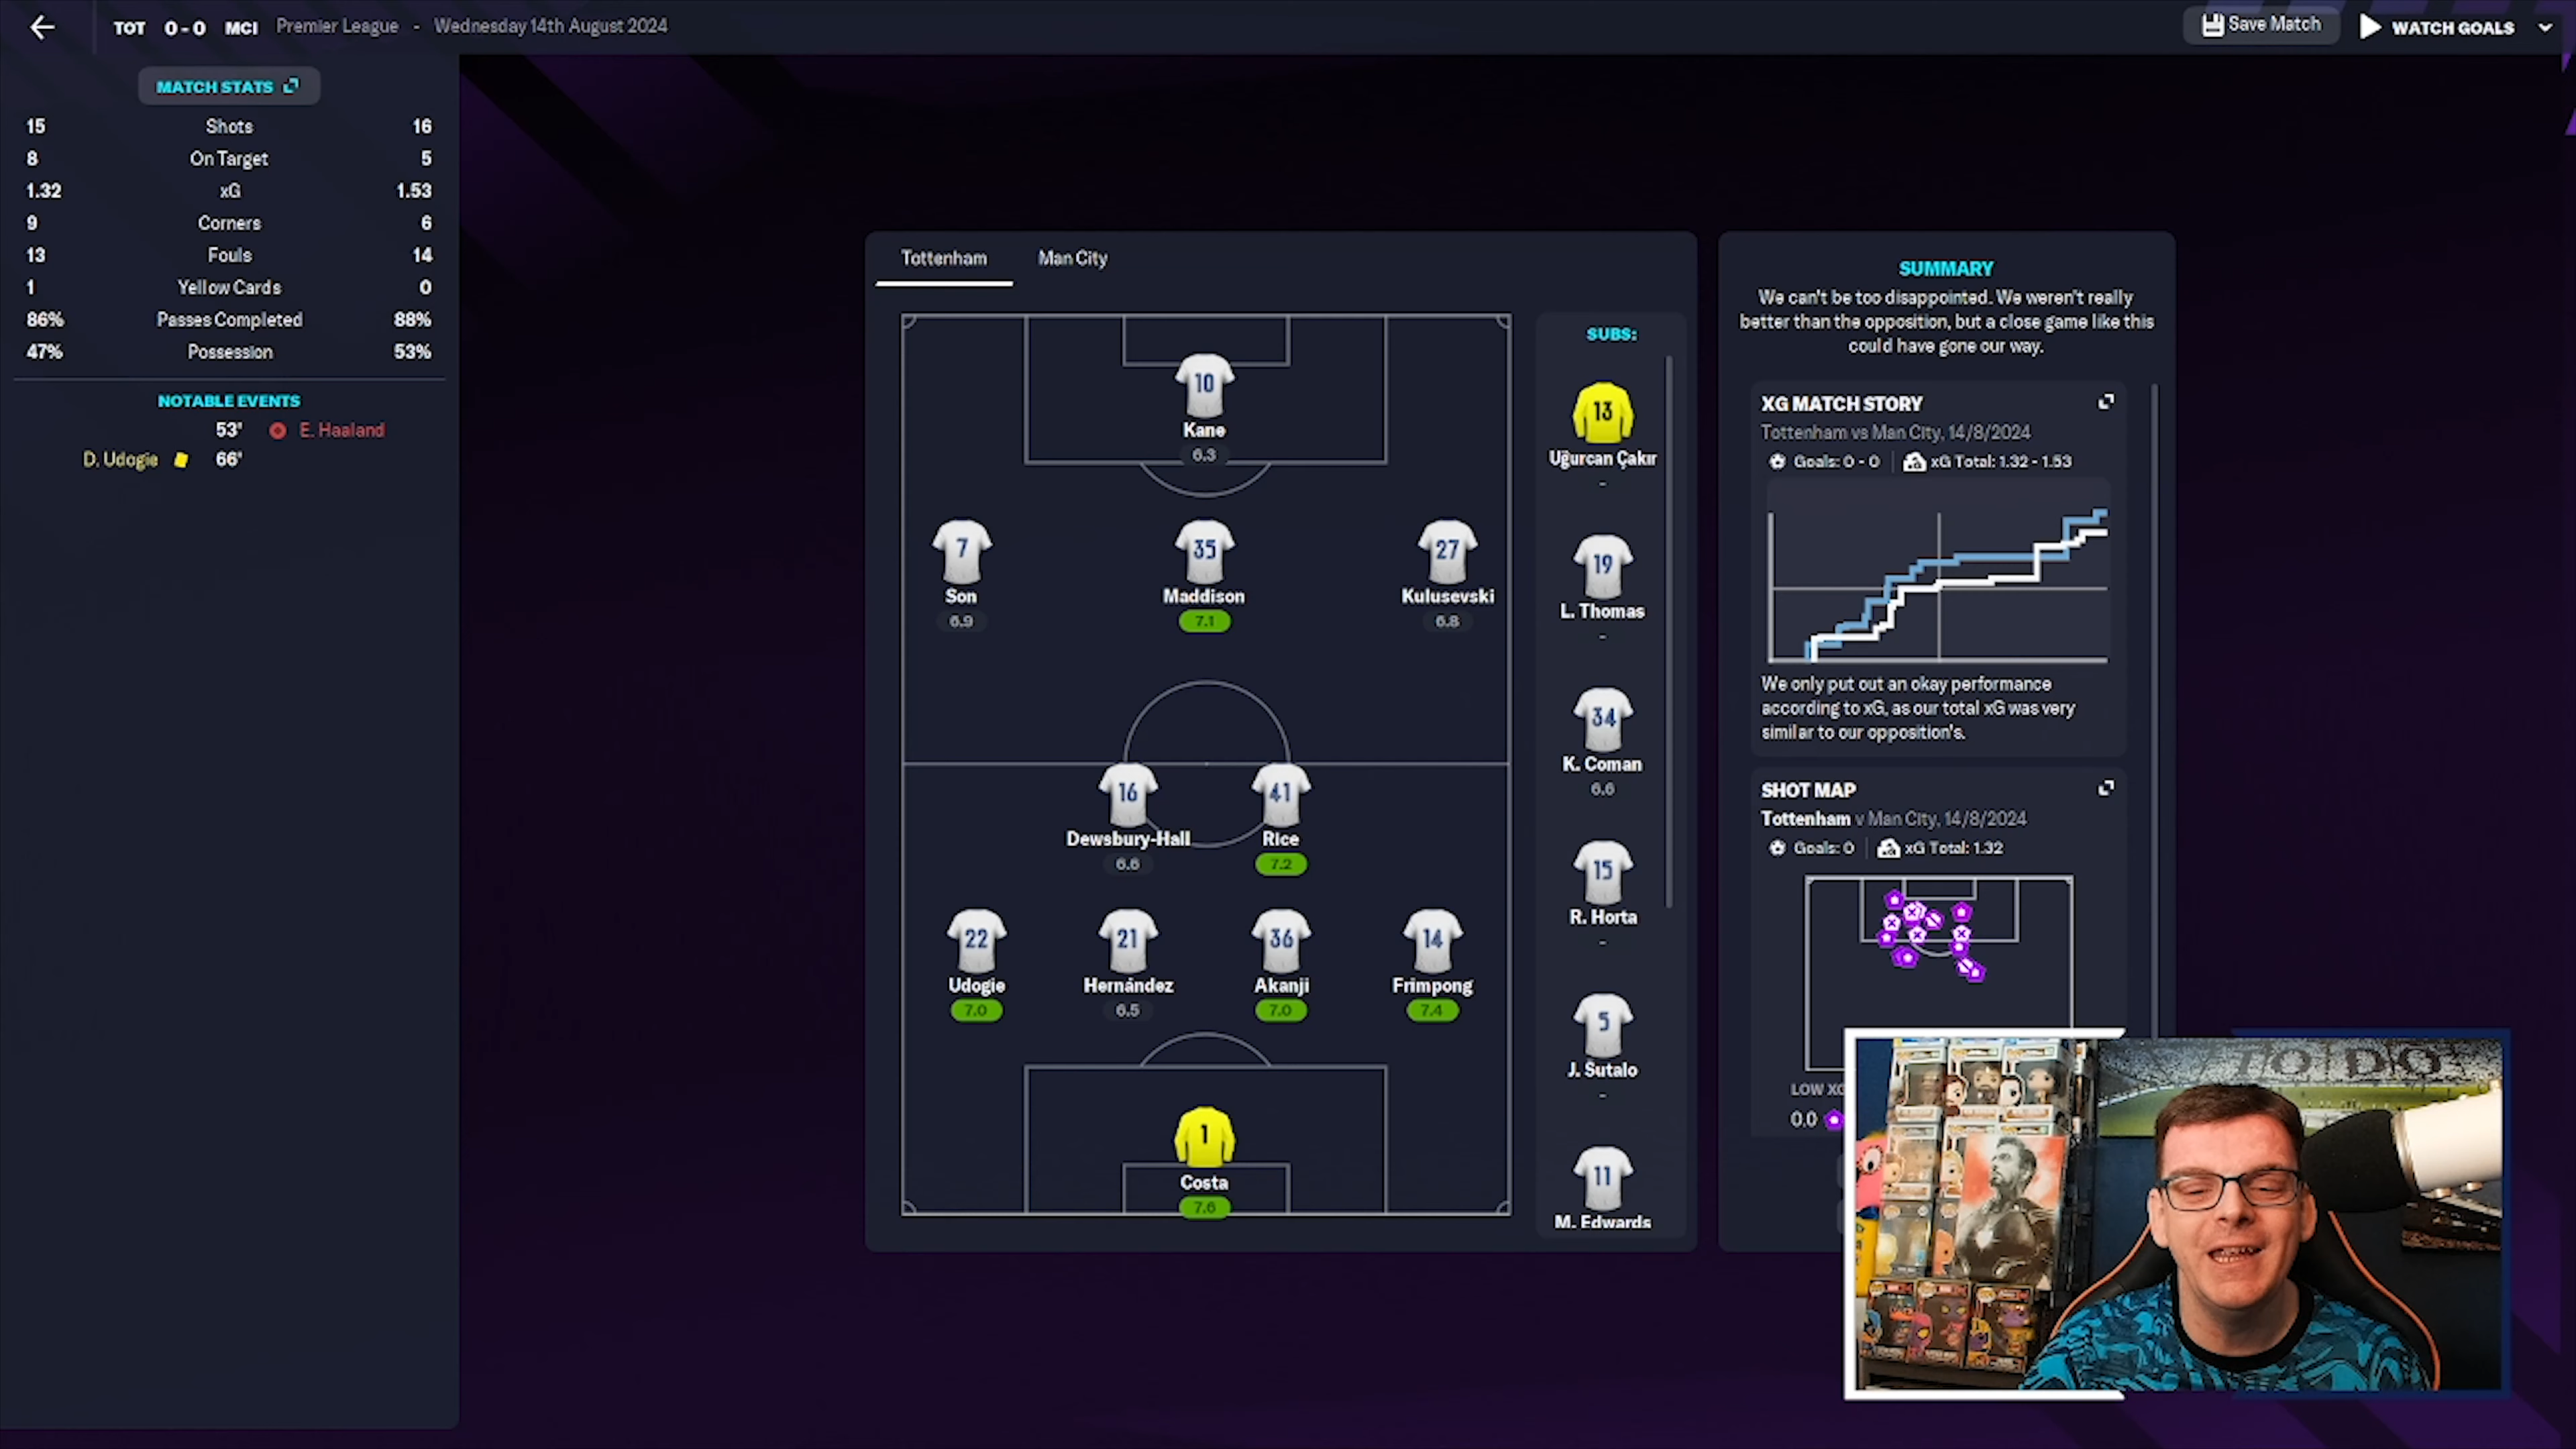 TOT 0-0 MCI Premier League - Wednesday 14th August 2024
Save Match
WATCH GOALS
MATCH STATS
15 Shots 16
8 On Target 5
1.32 xG 1.53
9 Corners 6
13 Fouls 14
1 Yellow Cards 0
86% Passes Completed 88%
47% Possession 53%
NOTABLE EVENTS
53' E. Haaland
D. Udogie 66'
Tottenham Man City
10
Kane
6.3
7 35 27
Son Maddison Kulusevski
6.9 7.1 6.8
16 41
Dewsbury-Hall Rice
6.6 7.2
22 21 36 14
Udogie Hernández Akanji Frimpong
7.0 6.5 7.0 7.4
1
Costa
7.6
SUBS:
13
Uğurcan Çakır
-
19
L. Thomas
-
34
K. Coman
6.6
15
R. Horta
-
5
J. Sutalo
-
11
M. Edwards
SUMMARY
We can't be too disappointed. We weren't really
better than the opposition, but a close game like this
could have gone our way.
XG MATCH STORY
Tottenham vs Man City, 14/8/2024
Goals: 0 - 0 xG Total: 1.32 - 1.53
We only put out an okay performance
according to xG, as our total xG was very
similar to our opposition's.
SHOT MAP
Tottenham v Man City, 14/8/2024
Goals: 0 xG Total: 1.32
LOW XG
0.0
TO DO